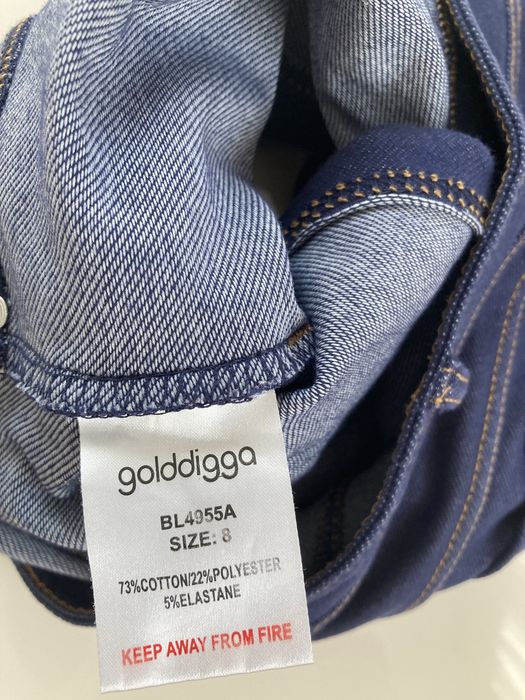 golddigga
BL4955A
SIZE: 8
73%COTTON/22%POLYESTER
5%ELASTANE
KEEP AWAY FROM FIRE